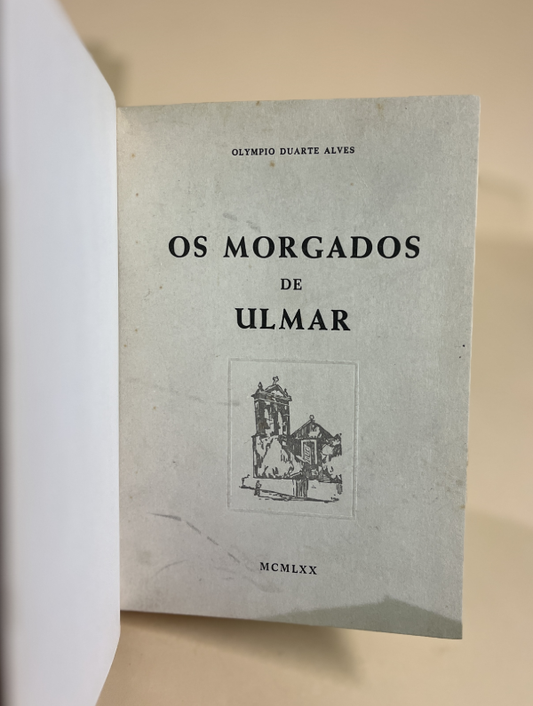 OLYMPIO DUARTE ALVES
OS MORGADOS
DE
ULMAR
MCMLXX